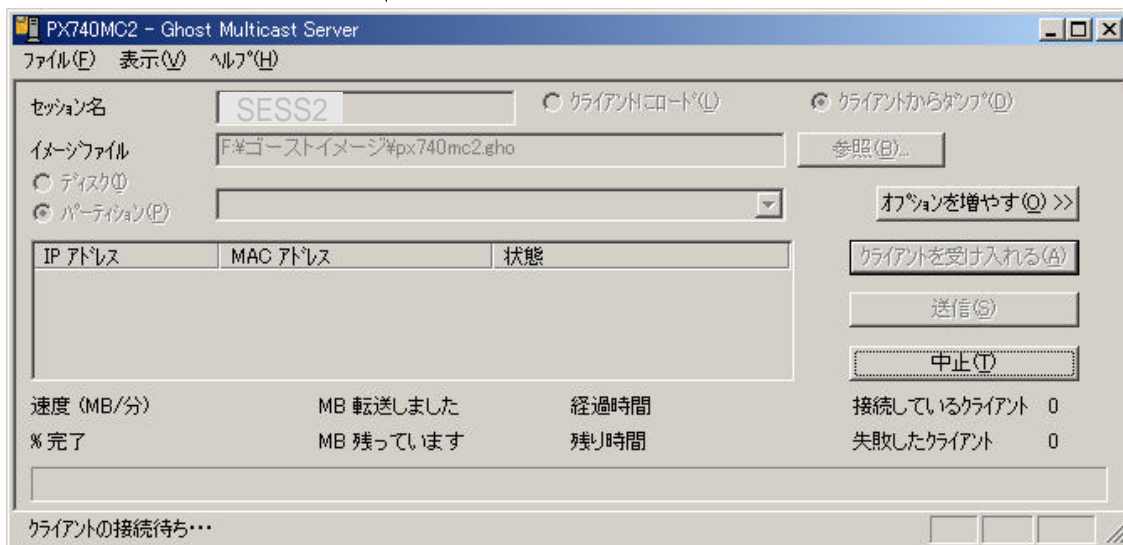 PX740MC2 - Ghost Multicast Server
ファイル(F) 表示(V) ヘルプ(H)
セッション名 SESS2 クライアントにロード(L) クライアントからダンプ(D)
イメージファイル F:¥ゴーストイメージ¥px740mc2.gho 参照(B)...
ディスク(I)
パーティション(P) オプションを増やす(O) >>
IP アドレス MAC アドレス 状態 クライアントを受け入れる(A)
送信(S)
中止(T)
速度 (MB/分) MB 転送しました 経過時間 接続しているクライアント 0
% 完了 MB 残っています 残り時間 失敗したクライアント 0
クライアントの接続待ち・・・